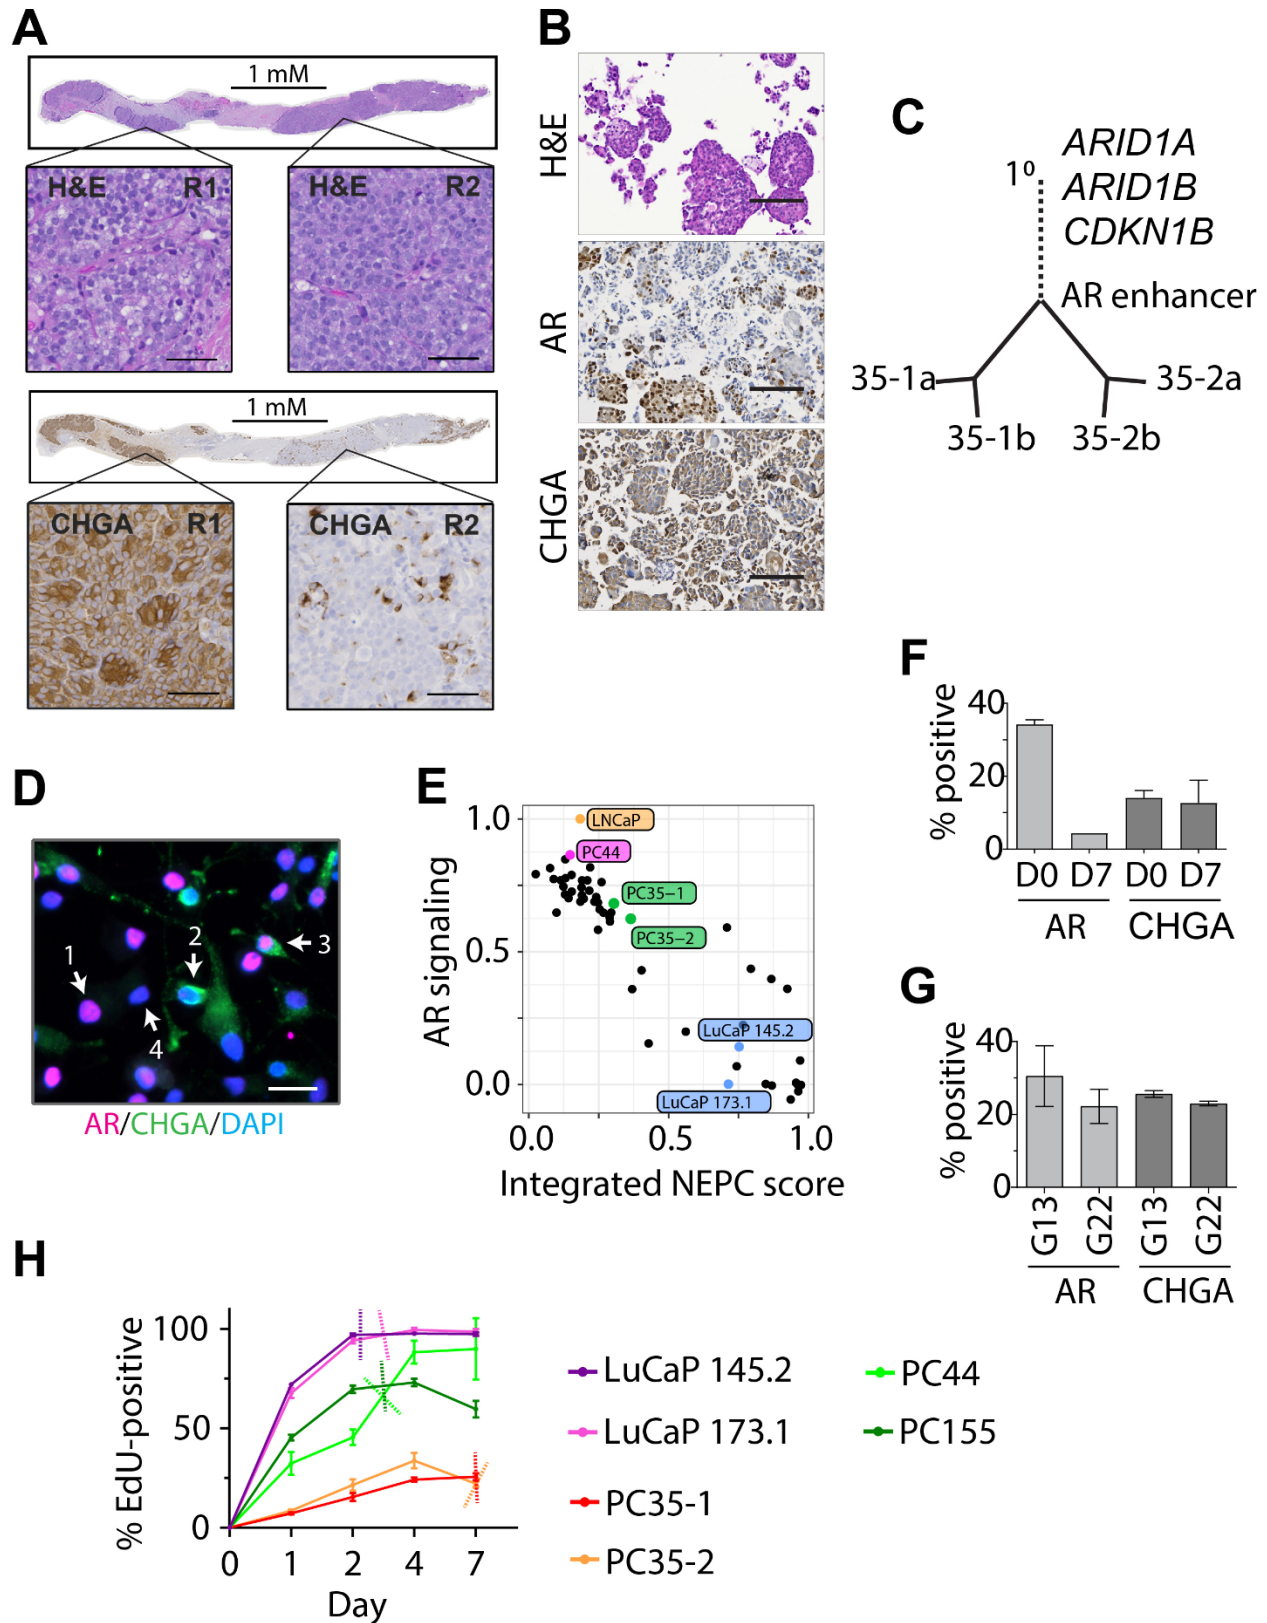 A
1 mM
H&E R1
H&E R2
1 mM
CHGA R1
CHGA R2
B
H&E
AR
CHGA
C
1⁰
ARID1A
ARID1B
CDKN1B
AR enhancer
35-1a
35-2a
35-1b
35-2b
D
1
2
3
4
AR/CHGA/DAPI
E
AR signaling
1.0
0.5
0.0
LNCaP
PC44
PC35−1
PC35−2
LuCaP 145.2
LuCaP 173.1
0.0 0.5 1.0
Integrated NEPC score
F
% positive
40
20
0
D0 D7 D0 D7
AR CHGA
G
% positive
40
20
0
G13 G22 G13 G22
AR CHGA
H
% EdU-positive
100
50
0
0 1 2 4 7
Day
LuCaP 145.2
LuCaP 173.1
PC35-1
PC35-2
PC44
PC155